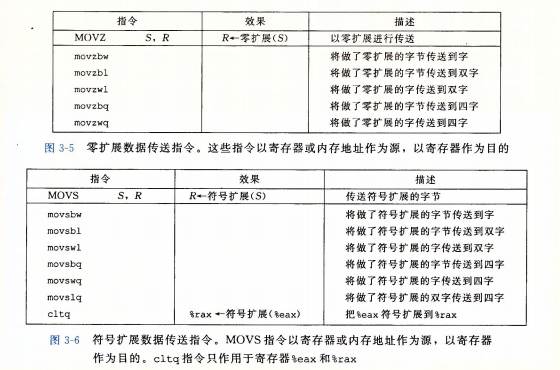 指令 效果 描述
MOVZ S, R R←零扩展(S) 以零扩展进行传送
movzbw 将做了零扩展的字节传送到字
movzbl 将做了零扩展的字节传送到双字
movzwl 将做了零扩展的字传送到双字
movzbq 将做了零扩展的字节传送到四字
movzwq 将做了零扩展的字传送到四字
图 3-5 零扩展数据传送指令。这些指令以寄存器或内存地址作为源，以寄存器作为目的
指令 效果 描述
MOVS S, R R←符号扩展(S) 传送符号扩展的字节
movsbw 将做了符号扩展的字节传送到字
movsbl 将做了符号扩展的字节传送到双字
movswl 将做了符号扩展的字传送到双字
movsbq 将做了符号扩展的字节传送到四字
movswq 将做了符号扩展的字传送到四字
movslq 将做了符号扩展的双字传送到四字
cltq %rax ←符号扩展(%eax) 把%eax符号扩展到%rax
图 3-6 符号扩展数据传送指令。MOVS 指令以寄存器或内存地址作为源，以寄存器
作为目的。cltq指令只作用于寄存器%eax和%rax